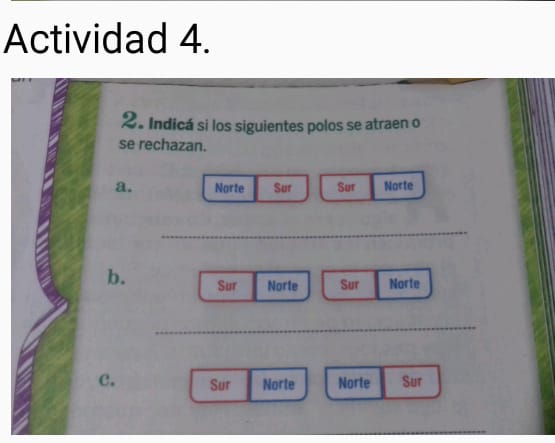 Actividad 4.
2. Indicá si los siguientes polos se atraen o
se rechazan.
a. Norte Sur Sur Norte
b. Sur Norte Sur Norte
c. Sur Norte Norte Sur